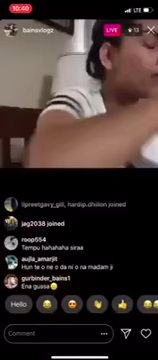 10:40
LTE
bainsvlogz
LIVE
13
lipreetgavy_gill, hardip.dhillon joined
jag2038 joined
roop554
Tempu hahahaha siraa
aujla_amarjit
Hun te o ne o da ni o na madam ji
gurbinder_bains1
Ena gussa😍
Hello
Comment